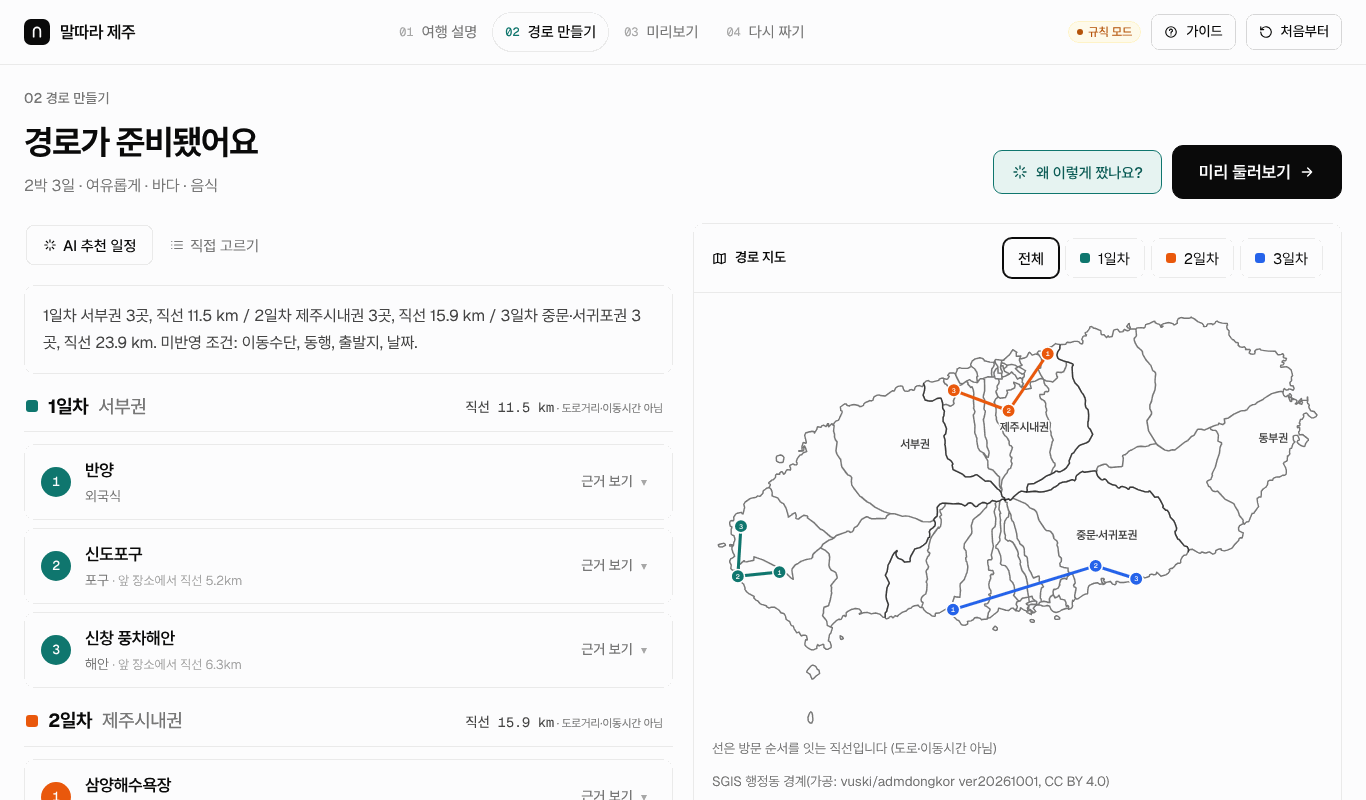 말따라 제주
01 여행 설명
02 경로 만들기
03 미리보기
04 다시 짜기
규칙 모드
가이드
처음부터
02 경로 만들기
경로가 준비됐어요
2박 3일 · 여유롭게 · 바다 · 음식
왜 이렇게 짰나요?
미리 둘러보기 →
AI 추천 일정
직접 고르기
1일차 서부권 3곳, 직선 11.5 km / 2일차 제주시내권 3곳, 직선 15.9 km / 3일차 중문·서귀포권 3
곳, 직선 23.9 km. 미반영 조건: 이동수단, 동행, 출발지, 날짜.
1일차 서부권
직선 11.5 km · 도로거리·이동시간 아님
1
반양
외국식
근거 보기 ▼
2
신도포구
포구 · 앞 장소에서 직선 5.2km
근거 보기 ▼
3
신창 풍차해안
해안 · 앞 장소에서 직선 6.3km
근거 보기 ▼
2일차 제주시내권
직선 15.9 km · 도로거리·이동시간 아님
1
삼양해수욕장
근거 보기 ▼
경로 지도
전체
1일차
2일차
3일차
1
3
2
제주시내권
서부권
동부권
3
중문·서귀포권
2
1
2
3
1
선은 방문 순서를 잇는 직선입니다 (도로·이동시간 아님)
SGIS 행정동 경계(가공: vuski/admdongkor ver20261001, CC BY 4.0)